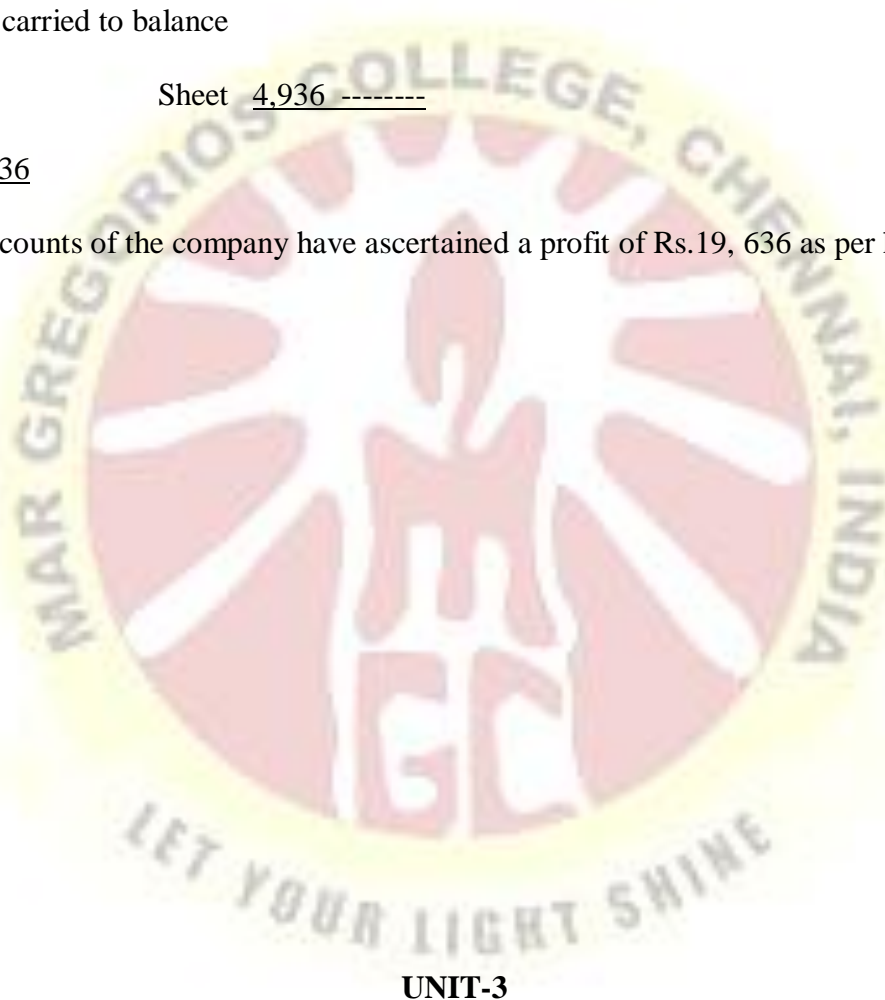 carried to balance
Sheet 4,936 --------
36
counts of the company have ascertained a profit of Rs.19, 636 as per
MAR GREGORIOS COLLEGE, CHENNAI, INDIA
GC
LET YOUR LIGHT SHINE
UNIT-3